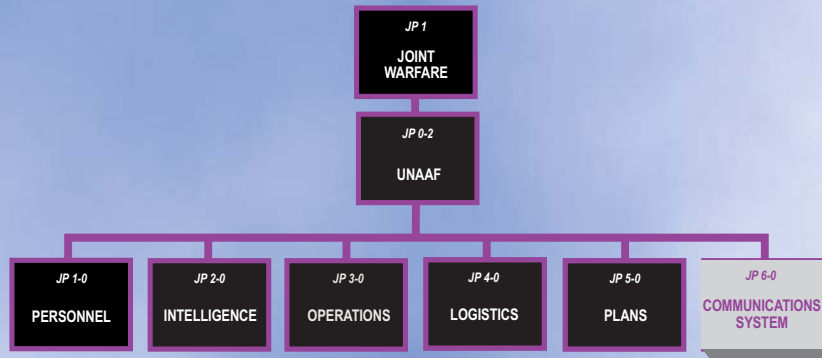 JP 1
JOINT
WARFARE
JP 0-2
UNAAF
JP 1-0
PERSONNEL
JP 2-0
INTELLIGENCE
JP 3-0
OPERATIONS
JP 4-0
LOGISTICS
JP 5-0
PLANS
JP 6-0
COMMUNICATIONS
SYSTEM